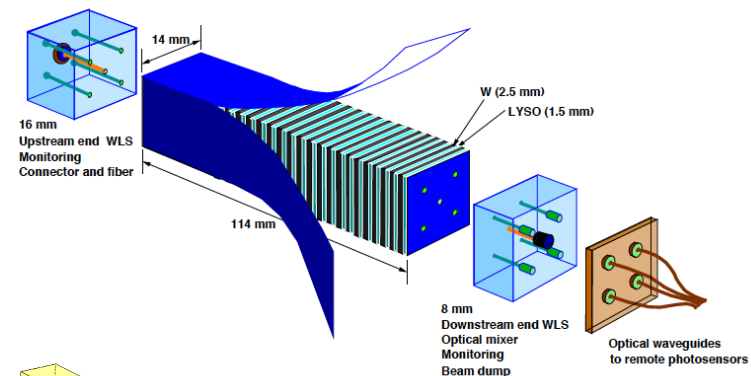 14 mm
W (2.5 mm)
LYSO (1.5 mm)
16 mm
Upstream end WLS
Monitoring
Connector and fiber
114 mm
8 mm
Downstream end WLS
Optical mixer
Monitoring
Beam dump
Optical waveguides
to remote photosensors